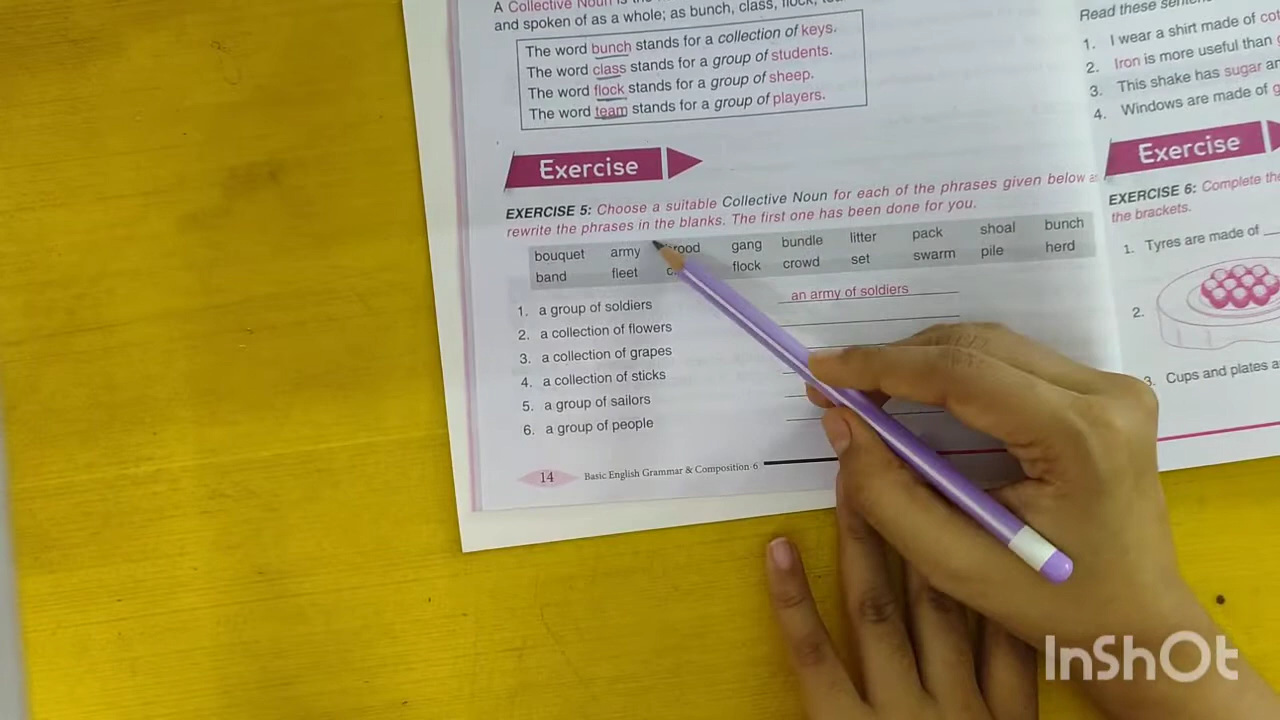 A Collective Noun is the
and spoken of as a whole; as bunch, class, flock,
The word bunch stands for a collection of keys.
The word class stands for a group of students.
The word flock stands for a group of sheep.
The word team stands for a group of players.
Exercise
EXERCISE 5: Choose a suitable Collective Noun for each of the phrases given below as
rewrite the phrases in the blanks. The first one has been done for you.
bouquet army gang bundle litter pack shoal bunch
band fleet flock crowd set swarm pile herd
1. a group of soldiers an army of soldiers
2. a collection of flowers
3. a collection of grapes
4. a collection of sticks
5. a group of sailors
6. a group of people
14 Basic English Grammar & Composition-6
Read these
1. I wear a shirt made of
2. Iron is more useful than
3. This shake has sugar
4. Windows are made of
Exercise
EXERCISE 6: Complete the
the brackets.
1. Tyres are made of
2.
3. Cups and plates
InShOt